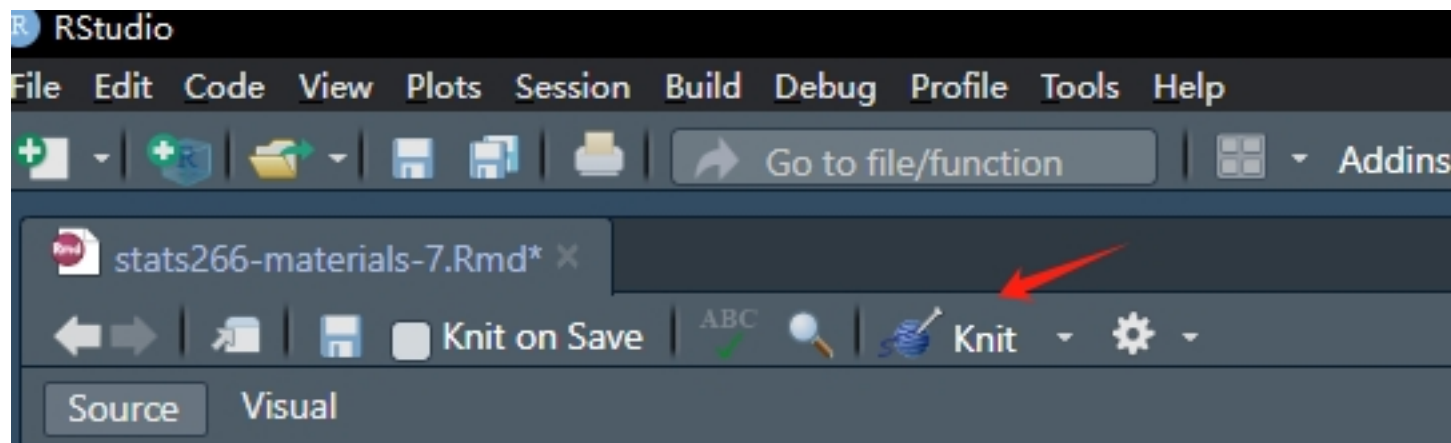 R RStudio
File Edit Code View Plots Session Build Debug Profile Tools Help
R Go to file/function Addins
Rmd stats266-materials-7.Rmd* ×
Knit on Save ABC Knit
Source Visual